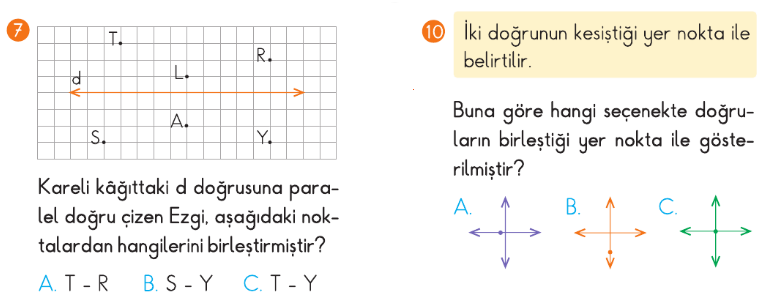 7
T.
R.
L.
d
A.
S.
Y.
Kareli kâğıttaki d doğrusuna para-
lel doğru çizen Ezgi, aşağıdaki nok-
talardan hangilerini birleştirmiştir?
A. T - R B. S - Y C. T - Y
10
İki doğrunun kesiştiği yer nokta ile
belirtilir.
Buna göre hangi seçenekte doğru-
ların birleştiği yer nokta ile göste-
rilmiştir?
A. B. C.